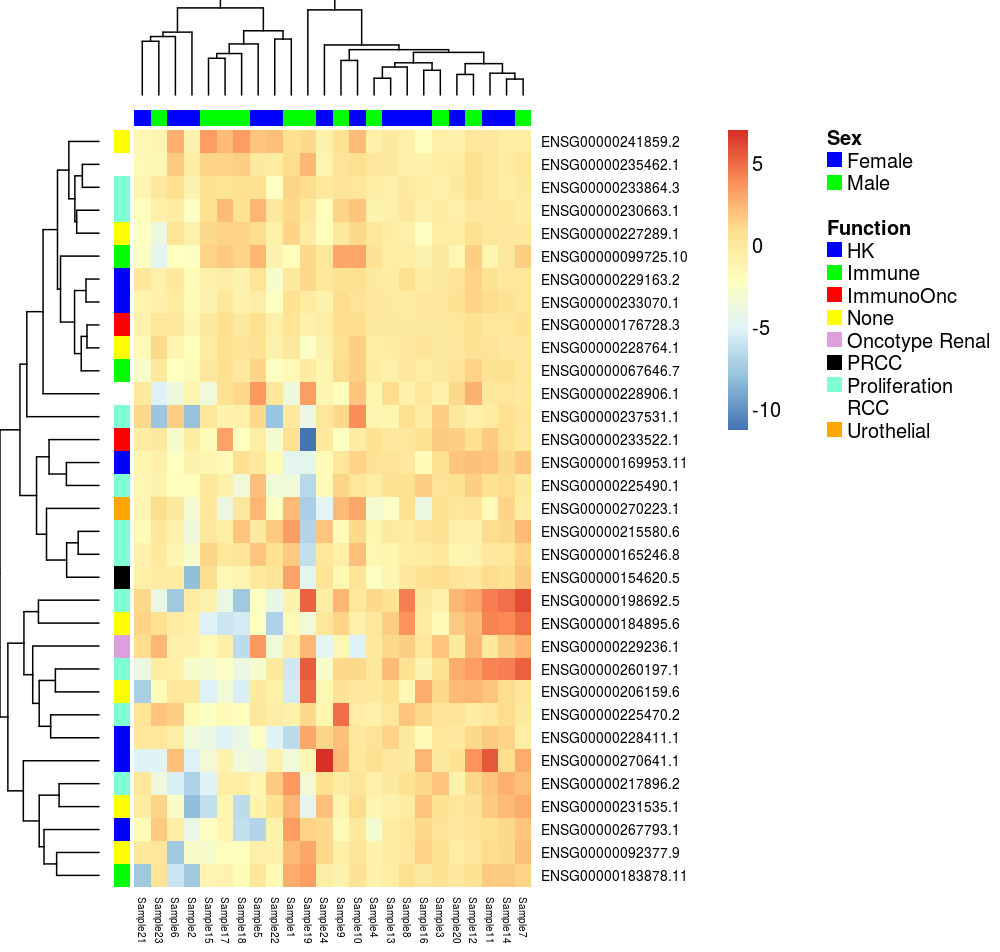 ENSG00000241859.2
ENSG00000235462.1
ENSG00000233864.3
ENSG00000230663.1
ENSG00000227289.1
ENSG00000099725.10
ENSG00000229163.2
ENSG00000233070.1
ENSG00000176728.3
ENSG00000228764.1
ENSG00000067646.7
ENSG00000228906.1
ENSG00000237531.1
ENSG00000233522.1
ENSG00000169953.11
ENSG00000225490.1
ENSG00000270223.1
ENSG00000215580.6
ENSG00000165246.8
ENSG00000154620.5
ENSG00000198692.5
ENSG00000184895.6
ENSG00000229236.1
ENSG00000260197.1
ENSG00000206159.6
ENSG00000225470.2
ENSG00000228411.1
ENSG00000270641.1
ENSG00000217896.2
ENSG00000231535.1
ENSG00000267793.1
ENSG00000092377.9
ENSG00000183878.11
Sample21
Sample23
Sample6
Sample2
Sample15
Sample17
Sample18
Sample5
Sample22
Sample1
Sample19
Sample24
Sample9
Sample10
Sample4
Sample13
Sample8
Sample16
Sample3
Sample20
Sample12
Sample11
Sample14
Sample7
5
0
-5
-10
Sex
Female
Male
Function
HK
Immune
ImmunoOnc
None
Oncotype Renal
PRCC
Proliferation
RCC
Urothelial